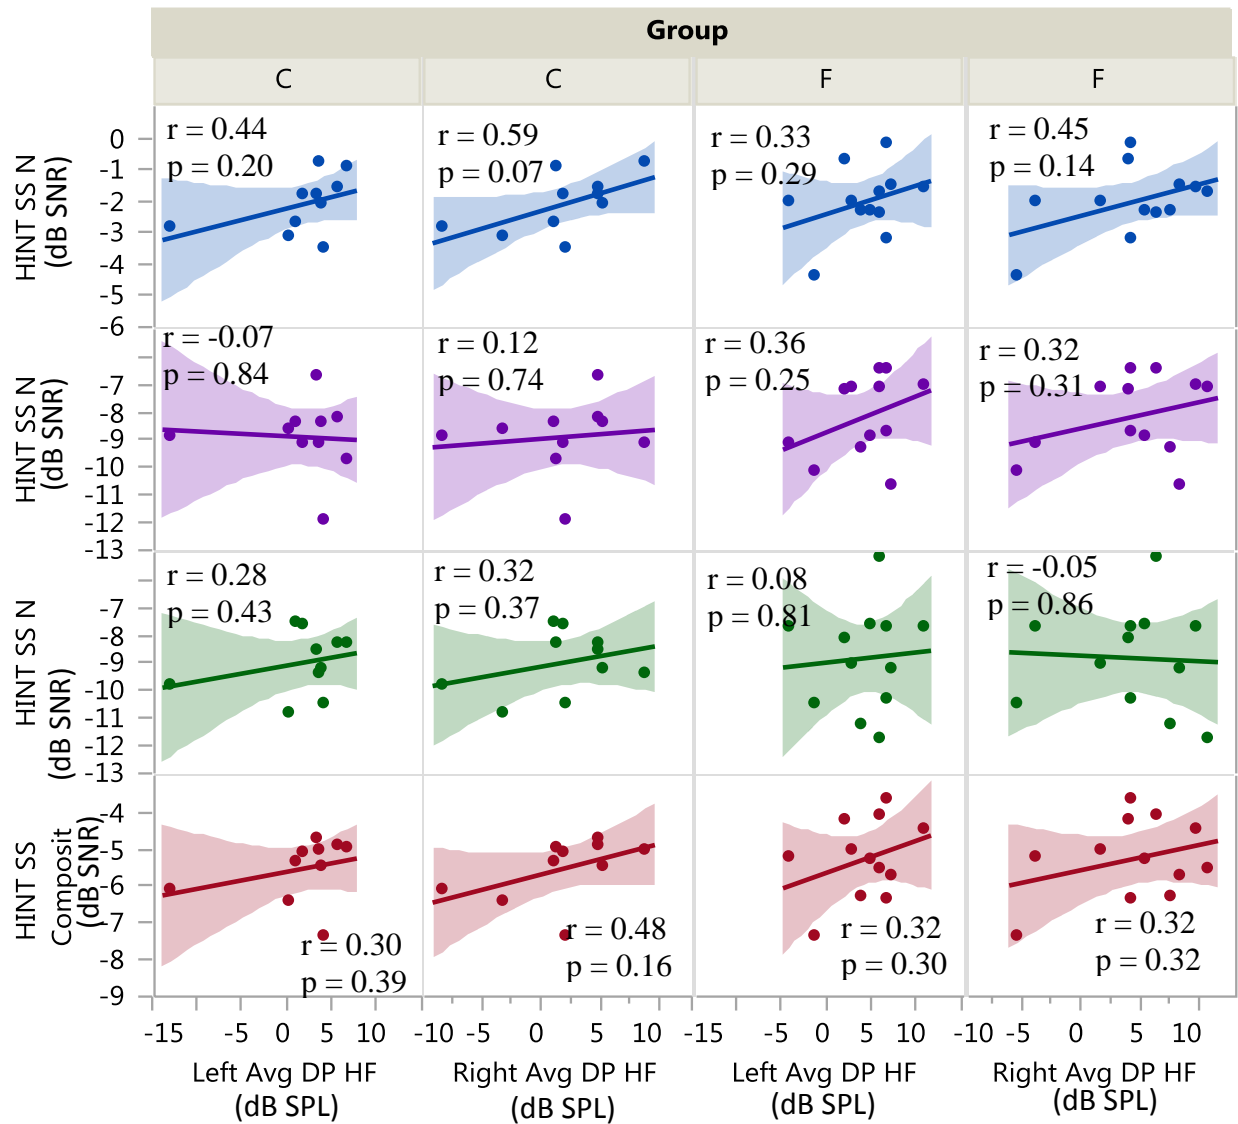 Group
C C F F
HINT SS N
(dB SNR)
0
-1
-2
-3
-4
-5
-6
r = 0.44
p = 0.20
r = 0.59
p = 0.07
r = 0.33
p = 0.29
r = 0.45
p = 0.14
HINT SS N
(dB SNR)
-7
-8
-9
-10
-11
-12
-13
r = -0.07
p = 0.84
r = 0.12
p = 0.74
r = 0.36
p = 0.25
r = 0.32
p = 0.31
HINT SS N
(dB SNR)
-7
-8
-9
-10
-11
-12
-13
r = 0.28
p = 0.43
r = 0.32
p = 0.37
r = 0.08
p = 0.81
r = -0.05
p = 0.86
HINT SS
Composit
(dB SNR)
-4
-5
-6
-7
-8
-9
r = 0.30
p = 0.39
r = 0.48
p = 0.16
r = 0.32
p = 0.30
r = 0.32
p = 0.32
-15 -5 0 5 10 -10 -5 0 5 10 -15 -5 0 5 10 -10 -5 0 5 10
Left Avg DP HF
(dB SPL)
Right Avg DP HF
(dB SPL)
Left Avg DP HF
(dB SPL)
Right Avg DP HF
(dB SPL)